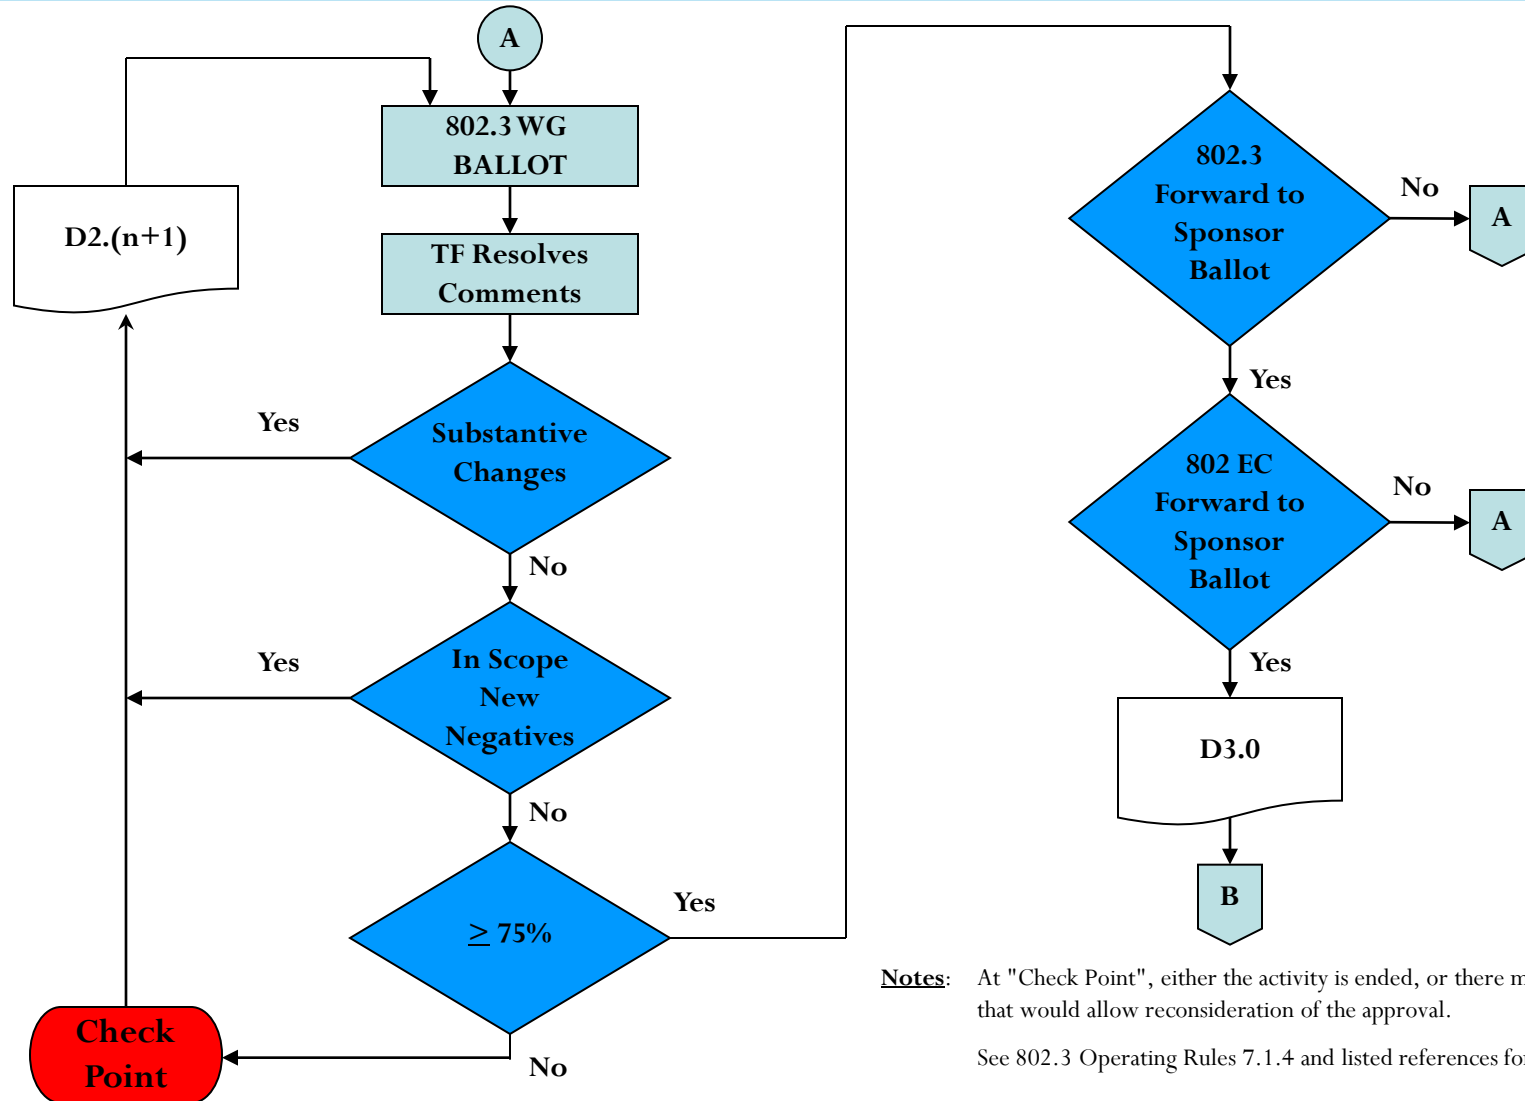 A
802.3 WG
BALLOT
D2.(n+1)
TF Resolves
Comments
Yes
Substantive
Changes
No
Yes
In Scope
New
Negatives
No
≥ 75%
Yes
Check
Point
No
802.3
Forward to
Sponsor
Ballot
No
A
Yes
802 EC
Forward to
Sponsor
Ballot
No
A
Yes
D3.0
B
Notes: At "Check Point", either the activity is ended, or there
that would allow reconsideration of the approval.
See 802.3 Operating Rules 7.1.4 and listed references